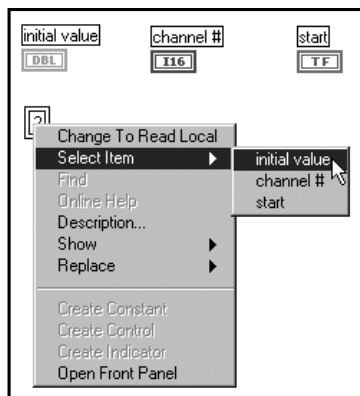 initial value channel # start
DBL I16 TF
?
Change To Read Local
Select Item initial value
Find channel #
Online Help start
Description...
Show
Replace
Create Constant
Create Control
Create Indicator
Open Front Panel